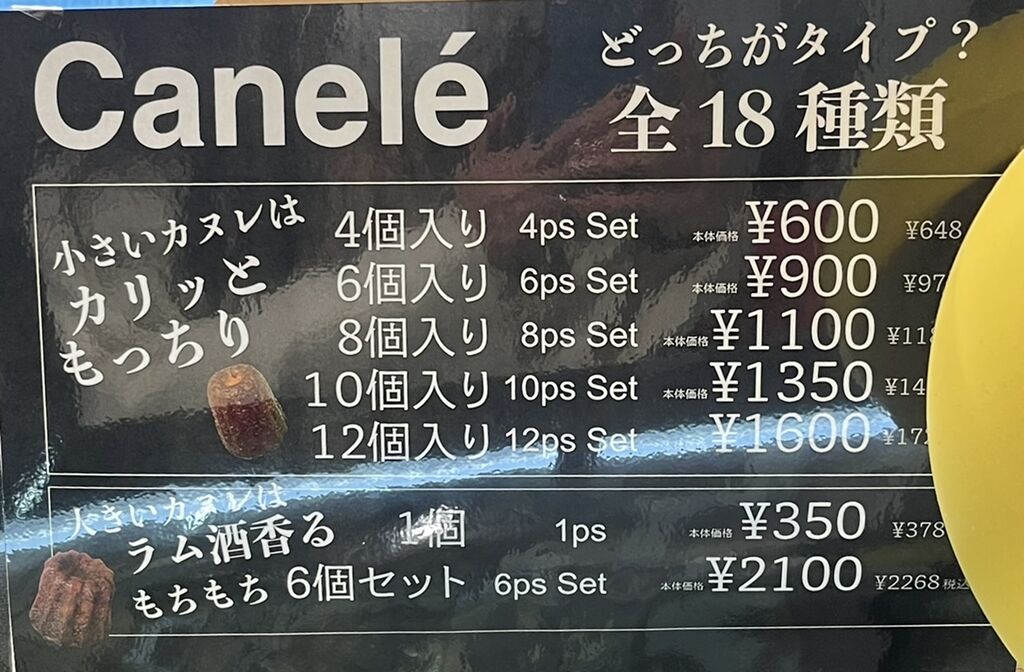 Canelé
どっちがタイプ？
全18種類
小さいカヌレは
カリッと
もっちり
4個入り 4ps Set 本体価格 ¥600 ¥648
6個入り 6ps Set 本体価格 ¥900
8個入り 8ps Set 本体価格 ¥1100
10個入り 10ps Set 本体価格 ¥1350
12個入り 12ps Set ¥1600
大きいカヌレは
ラム酒香る
もちもち
1個 1ps 本体価格 ¥350 ¥378
6個セット 6ps Set 本体価格 ¥2100 ¥2268税込